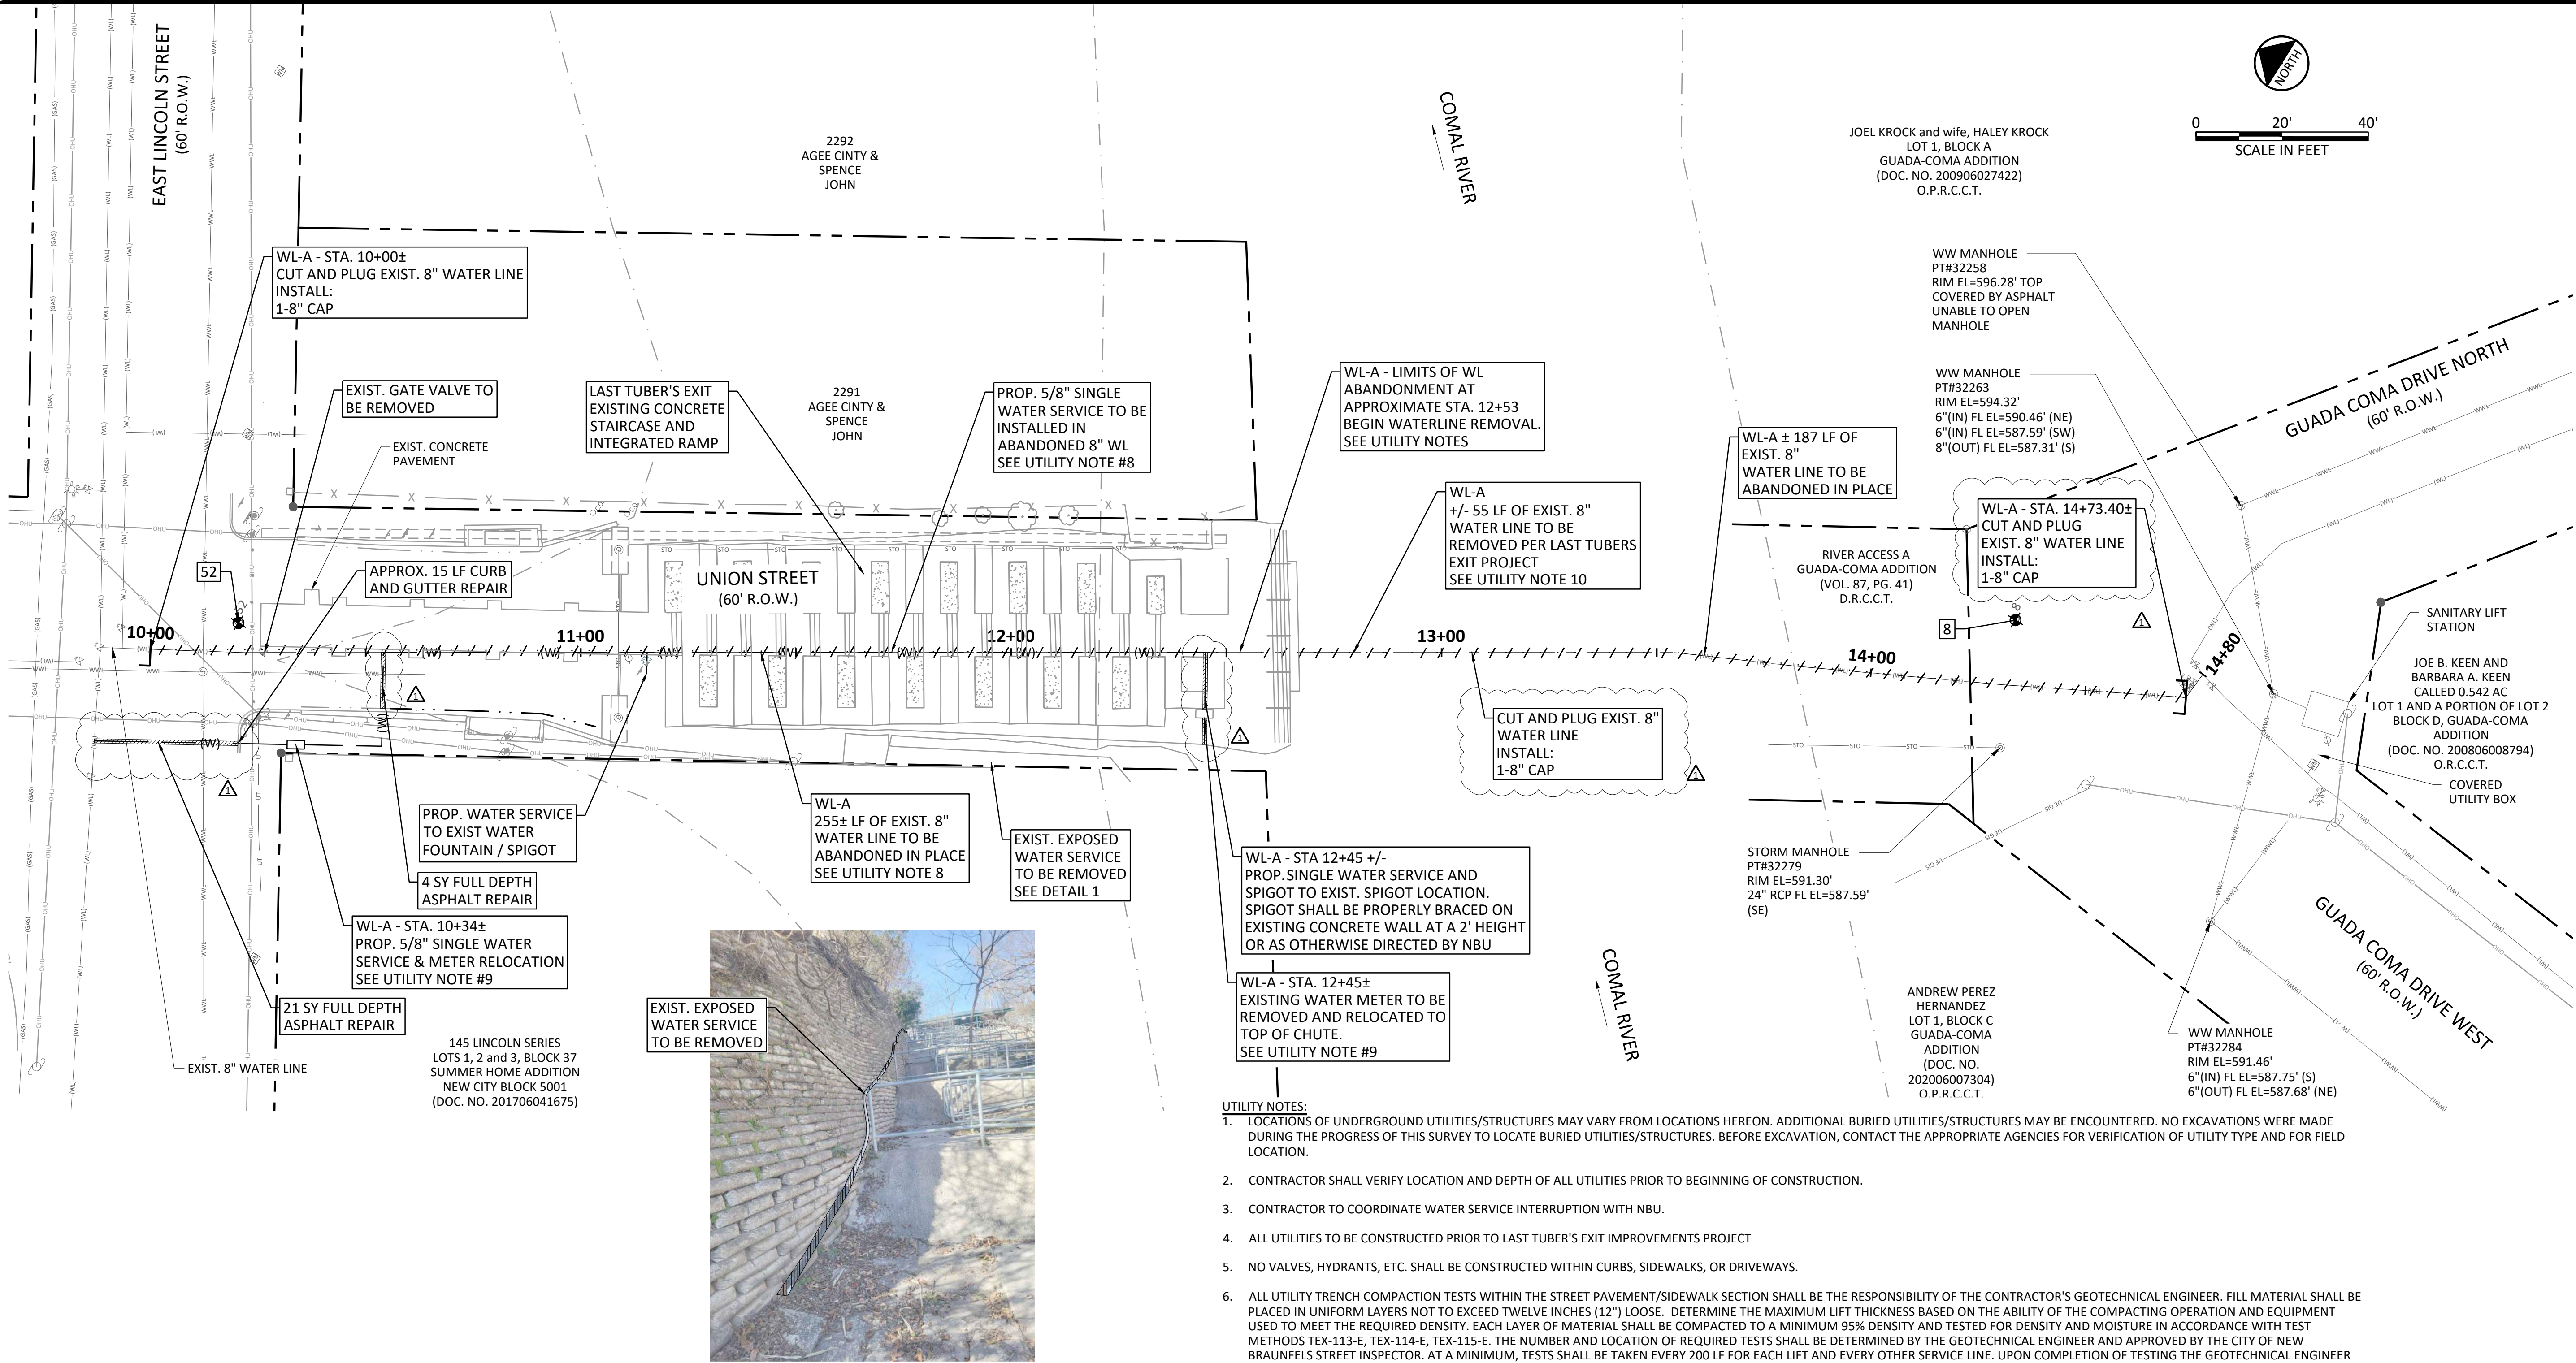 EAST LINCOLN STREET
(60' R.O.W.)
2292
AGEE CINTY &
SPENCE
JOHN
COMAL RIVER
JOEL KROCK and wife, HALEY KROCK
LOT 1, BLOCK A
GUADA-COMA ADDITION
(DOC. NO. 200906027422)
O.P.R.C.C.T.
NORTH
0 20' 40'
SCALE IN FEET
WL-A - STA. 10+00±
CUT AND PLUG EXIST. 8" WATER LINE
INSTALL:
1-8" CAP
WW MANHOLE
PT#32258
RIM EL=596.28' TOP
COVERED BY ASPHALT
UNABLE TO OPEN
MANHOLE
GUADA COMA DRIVE NORTH
(60' R.O.W.)
EXIST. GATE VALVE TO
BE REMOVED
EXIST. CONCRETE
PAVEMENT
LAST TUBER'S EXIT
EXISTING CONCRETE
STAIRCASE AND
INTEGRATED RAMP
2291
AGEE CINTY &
SPENCE
JOHN
PROP. 5/8" SINGLE
WATER SERVICE TO BE
INSTALLED IN
ABANDONED 8" WL
SEE UTILITY NOTE #8
WL-A - LIMITS OF WL
ABANDONMENT AT
APPROXIMATE STA. 12+53
BEGIN WATERLINE REMOVAL.
SEE UTILITY NOTES
WW MANHOLE
PT#32263
RIM EL=594.32'
6"(IN) FL EL=590.46' (NE)
6"(IN) FL EL=587.59' (SW)
8"(OUT) FL EL=587.31' (S)
WL-A ± 187 LF OF
EXIST. 8"
WATER LINE TO BE
ABANDONED IN PLACE
WL-A
+/- 55 LF OF EXIST. 8"
WATER LINE TO BE
REMOVED PER LAST TUBERS
EXIT PROJECT
SEE UTILITY NOTE 10
WL-A - STA. 14+73.40±
CUT AND PLUG
EXIST. 8" WATER LINE
INSTALL:
1-8" CAP
RIVER ACCESS A
GUADA-COMA ADDITION
(VOL. 87, PG. 41)
D.R.C.C.T.
52
52
APPROX. 15 LF CURB
AND GUTTER REPAIR
UNION STREET
(60' R.O.W.)
8
8
1
SANITARY LIFT
STATION
10+00
11+00
12+00
13+00
14+00
14+80
JOE B. KEEN AND
BARBARA A. KEEN
CALLED 0.542 AC
LOT 1 AND A PORTION OF LOT 2
BLOCK D, GUADA-COMA
ADDITION
(DOC. NO. 200806008794)
O.R.C.C.T.
COVERED
UTILITY BOX
1
1
1
1
CUT AND PLUG EXIST. 8"
WATER LINE
INSTALL:
1-8" CAP
PROP. WATER SERVICE
TO EXIST WATER
FOUNTAIN / SPIGOT
WL-A
255± LF OF EXIST. 8"
WATER LINE TO BE
ABANDONED IN PLACE
SEE UTILITY NOTE 8
EXIST. EXPOSED
WATER SERVICE
TO BE REMOVED
SEE DETAIL 1
WL-A - STA 12+45 +/-
PROP. SINGLE WATER SERVICE AND
SPIGOT TO EXIST. SPIGOT LOCATION.
SPIGOT SHALL BE PROPERLY BRACED ON
EXISTING CONCRETE WALL AT A 2' HEIGHT
OR AS OTHERWISE DIRECTED BY NBU
STORM MANHOLE
PT#32279
RIM EL=591.30'
24" RCP FL EL=587.59'
(SE)
4 SY FULL DEPTH
ASPHALT REPAIR
WL-A - STA. 10+34±
PROP. 5/8" SINGLE WATER
SERVICE & METER RELOCATION
SEE UTILITY NOTE #9
GUADA COMA DRIVE WEST
(60' R.O.W.)
COMAL RIVER
WL-A - STA. 12+45±
EXISTING WATER METER TO BE
REMOVED AND RELOCATED TO
TOP OF CHUTE.
SEE UTILITY NOTE #9
21 SY FULL DEPTH
ASPHALT REPAIR
EXIST. EXPOSED
WATER SERVICE
TO BE REMOVED
ANDREW PEREZ
HERNANDEZ
LOT 1, BLOCK C
GUADA-COMA
ADDITION
(DOC. NO.
202006007304)
O.P.R.C.C.T.
WW MANHOLE
PT#32284
RIM EL=591.46'
6"(IN) FL EL=587.75' (S)
6"(OUT) FL EL=587.68' (NE)
EXIST. 8" WATER LINE
145 LINCOLN SERIES
LOTS 1, 2 and 3, BLOCK 37
SUMMER HOME ADDITION
NEW CITY BLOCK 5001
(DOC. NO. 201706041675)
UTILITY NOTES:
1. LOCATIONS OF UNDERGROUND UTILITIES/STRUCTURES MAY VARY FROM LOCATIONS HEREON. ADDITIONAL BURIED UTILITIES/STRUCTURES MAY BE ENCOUNTERED. NO EXCAVATIONS WERE MADE
DURING THE PROGRESS OF THIS SURVEY TO LOCATE BURIED UTILITIES/STRUCTURES. BEFORE EXCAVATION, CONTACT THE APPROPRIATE AGENCIES FOR VERIFICATION OF UTILITY TYPE AND FOR FIELD
LOCATION.
2. CONTRACTOR SHALL VERIFY LOCATION AND DEPTH OF ALL UTILITIES PRIOR TO BEGINNING OF CONSTRUCTION.
3. CONTRACTOR TO COORDINATE WATER SERVICE INTERRUPTION WITH NBU.
4. ALL UTILITIES TO BE CONSTRUCTED PRIOR TO LAST TUBER'S EXIT IMPROVEMENTS PROJECT
5. NO VALVES, HYDRANTS, ETC. SHALL BE CONSTRUCTED WITHIN CURBS, SIDEWALKS, OR DRIVEWAYS.
6. ALL UTILITY TRENCH COMPACTION TESTS WITHIN THE STREET PAVEMENT/SIDEWALK SECTION SHALL BE THE RESPONSIBILITY OF THE CONTRACTOR'S GEOTECHNICAL ENGINEER. FILL MATERIAL SHALL BE
PLACED IN UNIFORM LAYERS NOT TO EXCEED TWELVE INCHES (12") LOOSE. DETERMINE THE MAXIMUM LIFT THICKNESS BASED ON THE ABILITY OF THE COMPACTING OPERATION AND EQUIPMENT
USED TO MEET THE REQUIRED DENSITY. EACH LAYER OF MATERIAL SHALL BE COMPACTED TO A MINIMUM 95% DENSITY AND TESTED FOR DENSITY AND MOISTURE IN ACCORDANCE WITH TEST
METHODS TEX-113-E, TEX-114-E, TEX-115-E. THE NUMBER AND LOCATION OF REQUIRED TESTS SHALL BE DETERMINED BY THE GEOTECHNICAL ENGINEER AND APPROVED BY THE CITY OF NEW
BRAUNFELS STREET INSPECTOR. AT A MINIMUM, TESTS SHALL BE TAKEN EVERY 200 LF FOR EACH LIFT AND EVERY OTHER SERVICE LINE. UPON COMPLETION OF TESTING THE GEOTECHNICAL ENGINEER